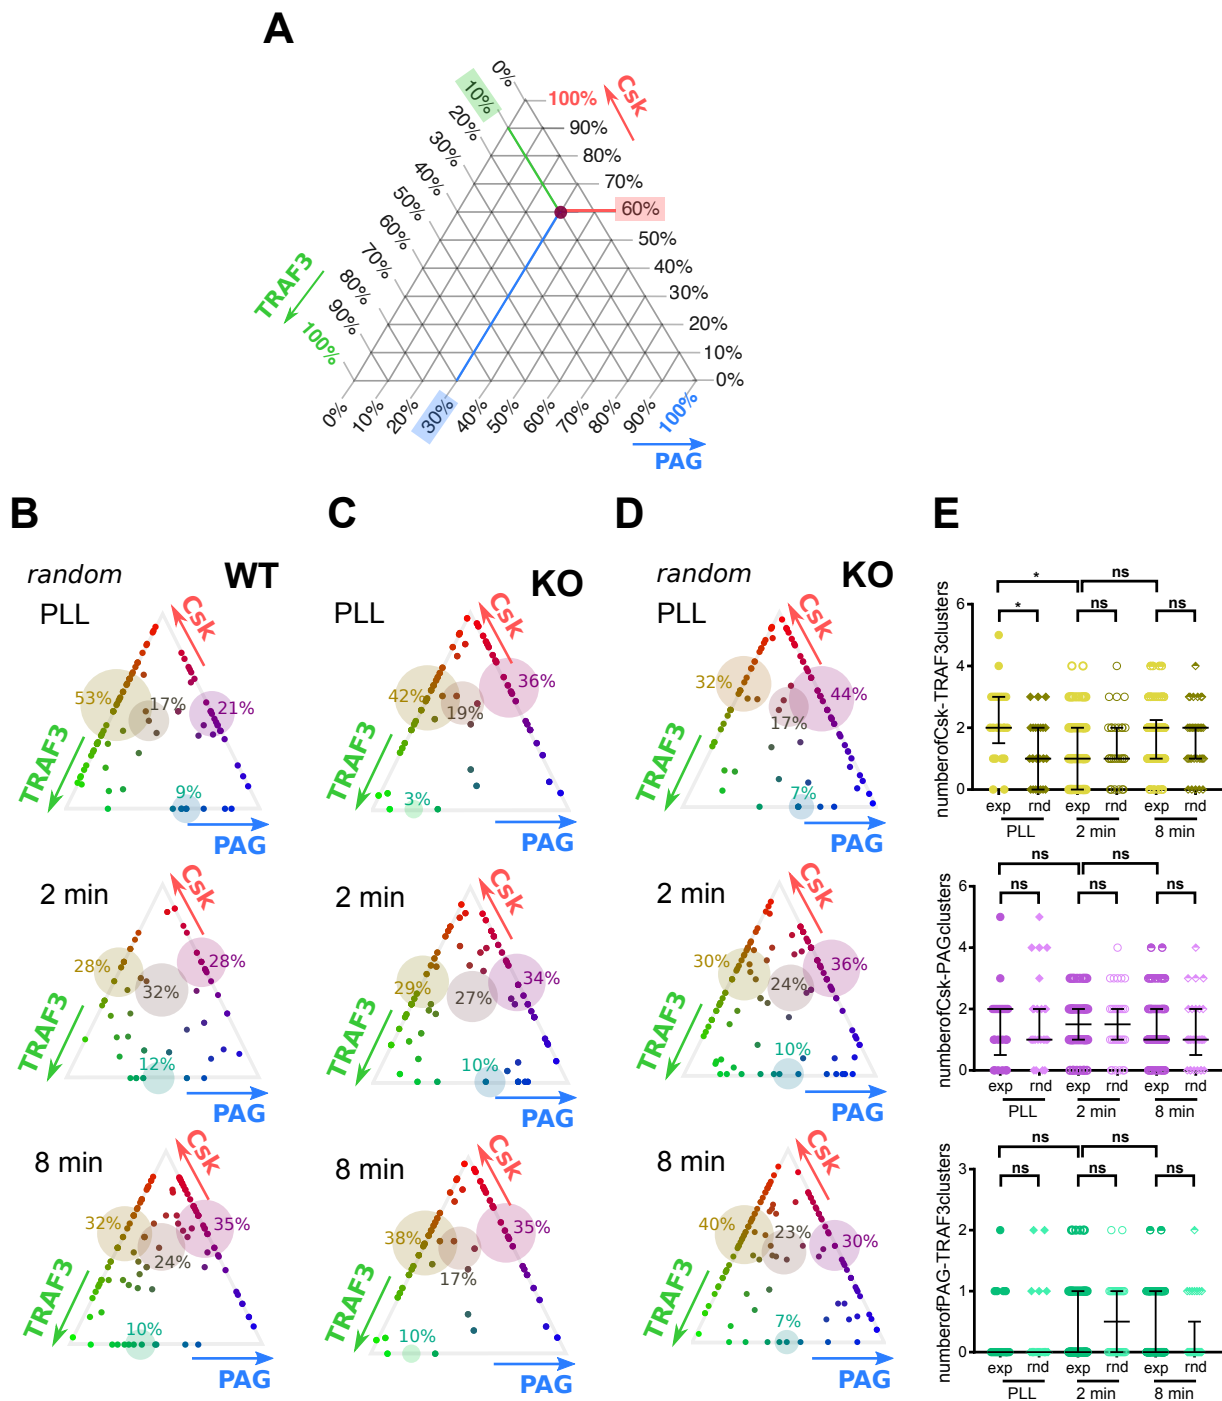 A
0%
10%
20%
30%
40%
50%
60%
70%
80%
90%
100%
TRAF3
100%
90%
80%
70%
60%
50%
40%
30%
20%
10%
0%
Csk
0%
10%
20%
30%
40%
50%
60%
70%
80%
90%
100%
PAG
B
random
WT
PLL
Csk
53%
17%
21%
9%
TRAF3
PAG
2 min
Csk
28%
32%
28%
12%
TRAF3
PAG
8 min
Csk
32%
24%
35%
10%
TRAF3
PAG
C
KO
PLL
Csk
42%
19%
36%
3%
TRAF3
PAG
2 min
Csk
29%
27%
34%
10%
TRAF3
PAG
8 min
Csk
38%
17%
35%
10%
TRAF3
PAG
D
random
KO
PLL
Csk
32%
17%
44%
7%
TRAF3
PAG
2 min
Csk
30%
24%
36%
10%
TRAF3
PAG
8 min
Csk
40%
23%
30%
7%
TRAF3
PAG
E
numberofCsk-TRAF3clusters
6
4
2
0
* ns
* ns ns
exp rnd exp rnd exp rnd
PLL 2 min 8 min
numberofCsk-PAGclusters
6
4
2
0
ns ns
ns ns ns
exp rnd exp rnd exp rnd
PLL 2 min 8 min
numberofPAG-TRAF3clusters
3
2
1
0
ns ns
ns ns ns
exp rnd exp rnd exp rnd
PLL 2 min 8 min